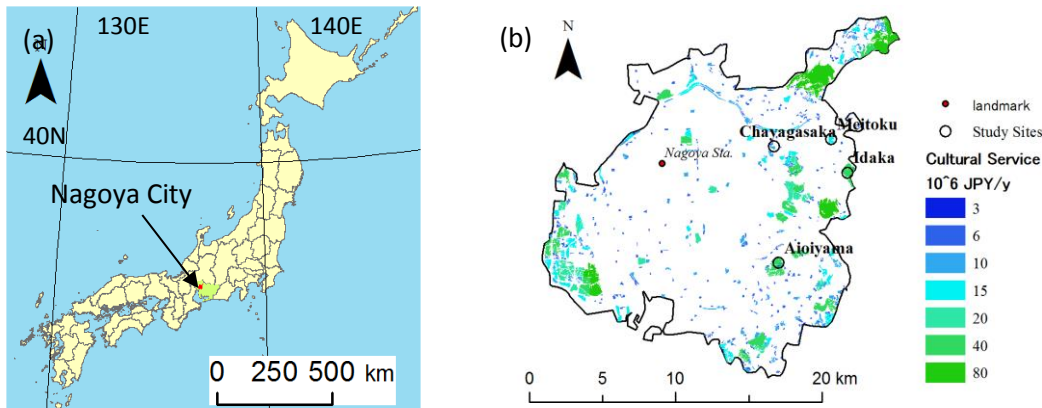 (a)
130E
140E
N
40N
Nagoya City
0 250 500 km
(b)
N
landmark
Study Sites
Meitoku
Chayagasaka
Nagoya Sta.
Idaka
Aioiyama
Cultural Service
10^6 JPY/y
3
6
10
15
20
40
80
0 5 10 20 km